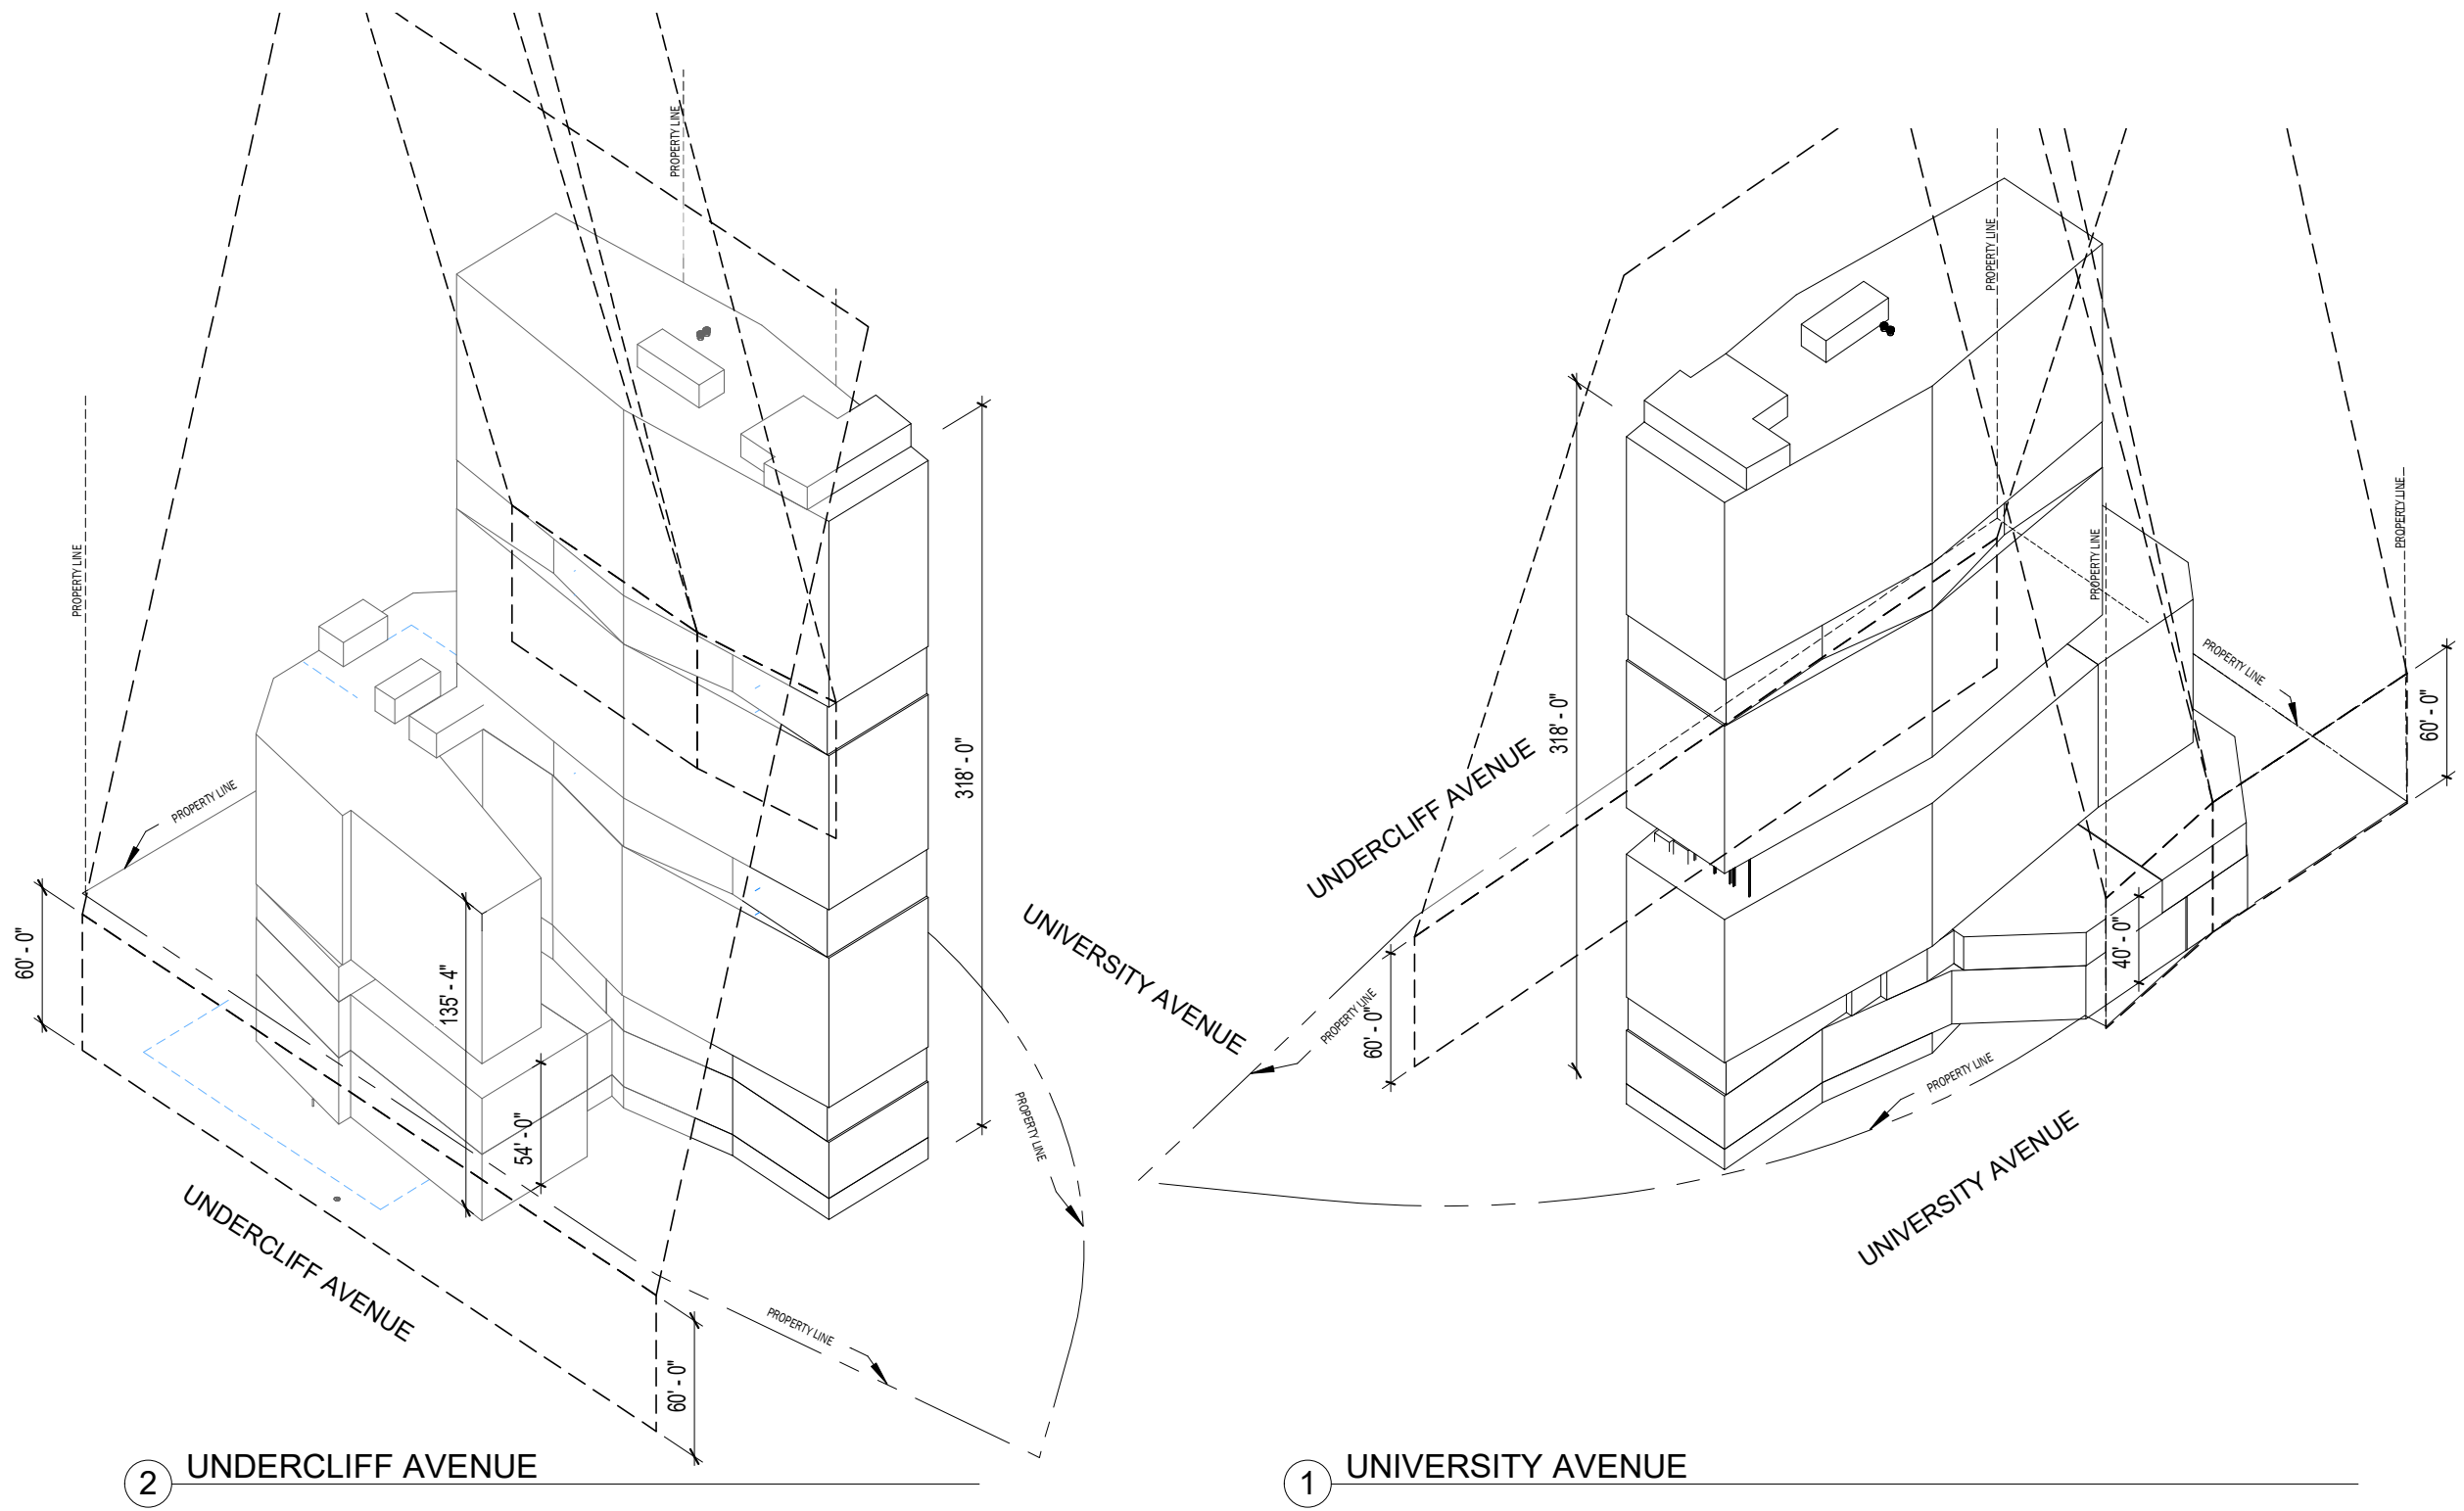 PROPERTY LINE
PROPERTY LINE
PROPERTY LINE
60' - 0"
135' - 4"
54' - 0"
318' - 0"
UNIVERSITY AVENUE
PROPERTY LINE
UNDERCLIFF AVENUE
60' - 0"
PROPERTY LINE
2 UNDERCLIFF AVENUE
PROPERTY LINE
PROPERTY LINE
PROPERTY LINE
PROPERTY LINE
318' - 0"
60' - 0"
UNDERCLIFF AVENUE
40' - 0"
PROPERTY LINE
60' - 0"
PROPERTY LINE
UNIVERSITY AVENUE
1 UNIVERSITY AVENUE